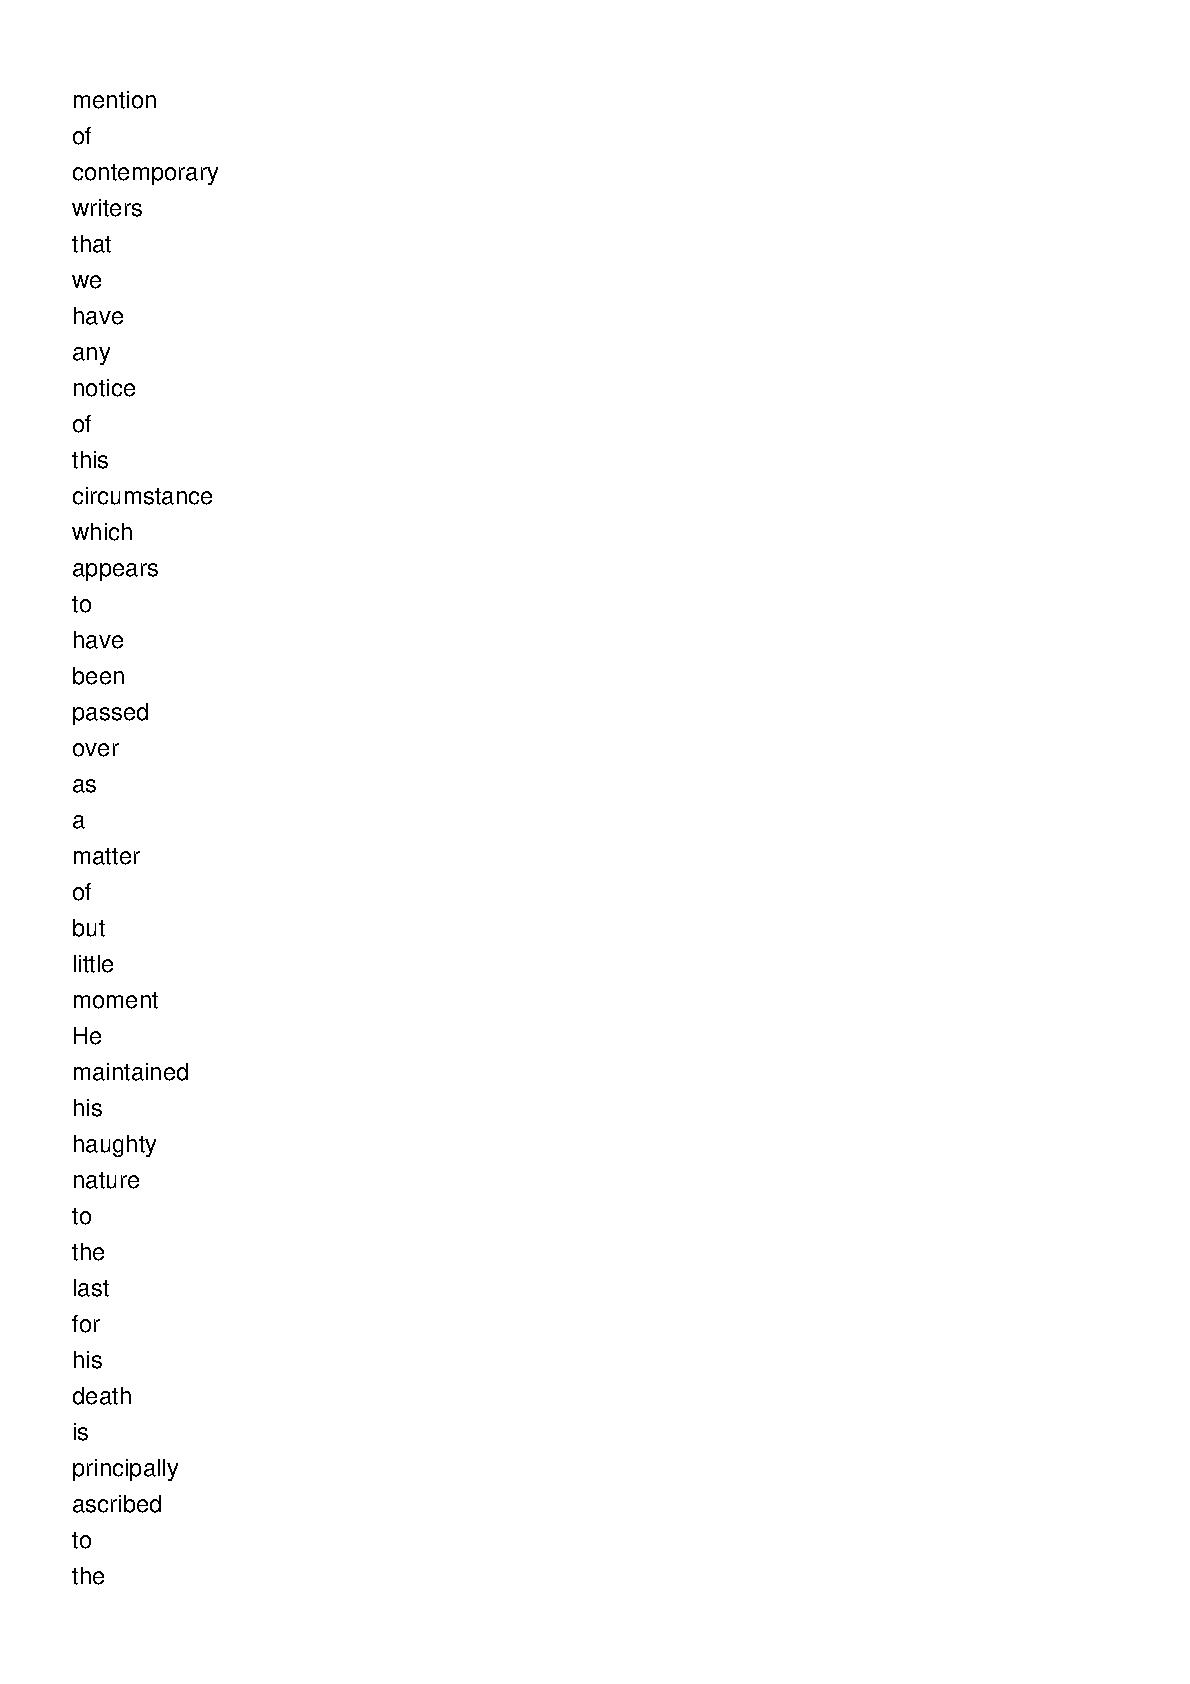 mention
of
contemporary
writers
that
we
have
any
notice
of
this
circumstance
which
appears
to
have
been
passed
over
as
a
matter
of
but
little
moment
He
maintained
his
haughty
nature
to
the
last
for
his
death
is
principally
ascribed
to
the